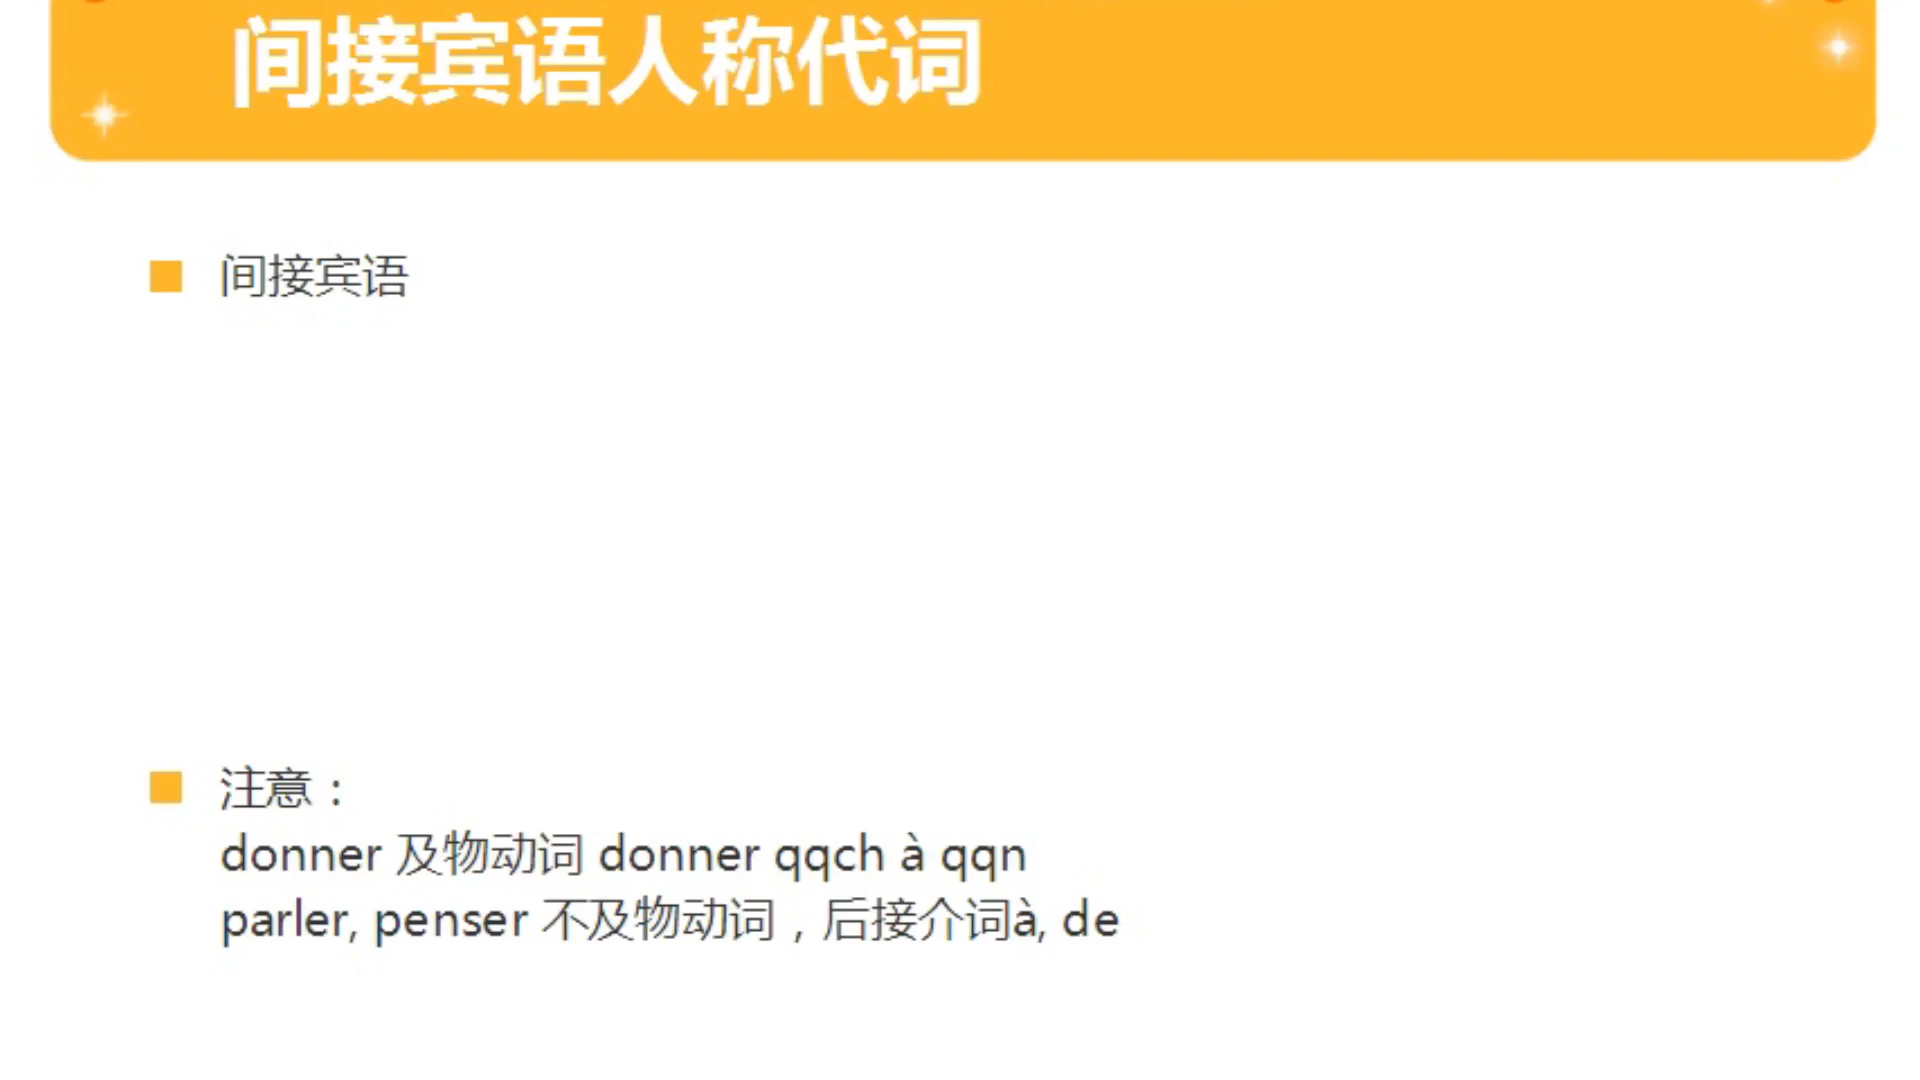 间接宾语人称代词
间接宾语
注意：
donner 及物动词 donner qqch à qqn
parler, penser 不及物动词，后接介词à, de